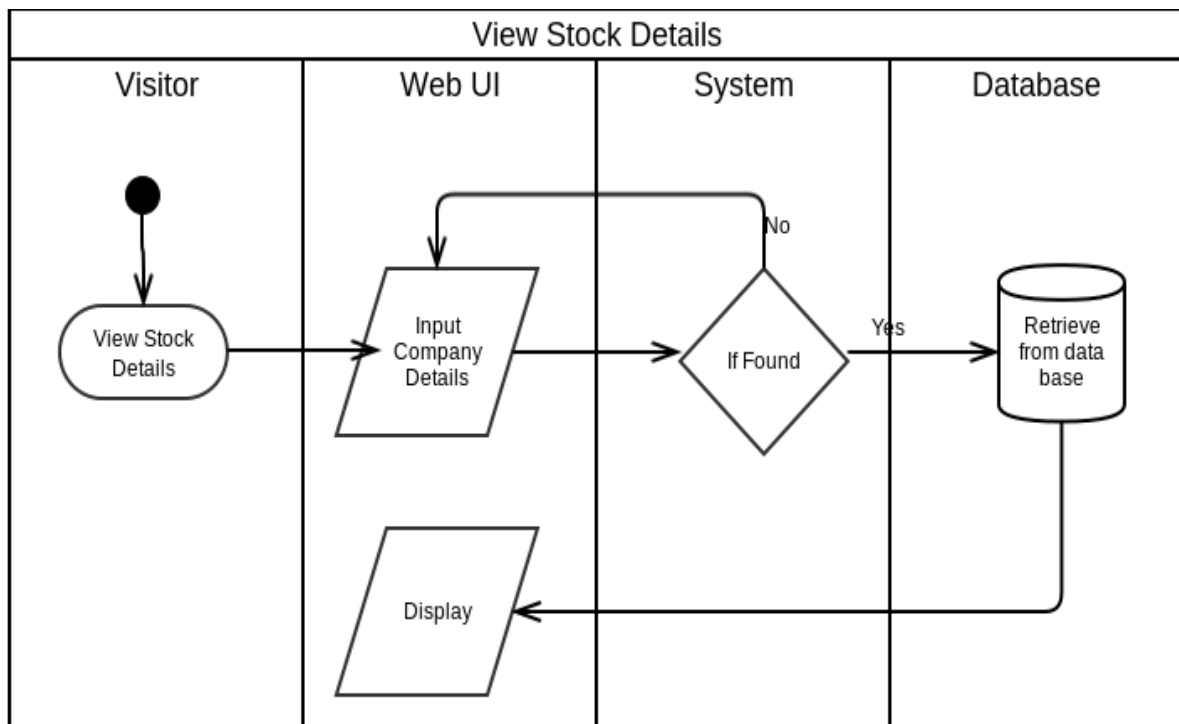 View Stock Details
Visitor
Web UI
System
Database
No
View Stock
Details
Input
Company
Details
If Found
Yes
Retrieve
from data
base
Display